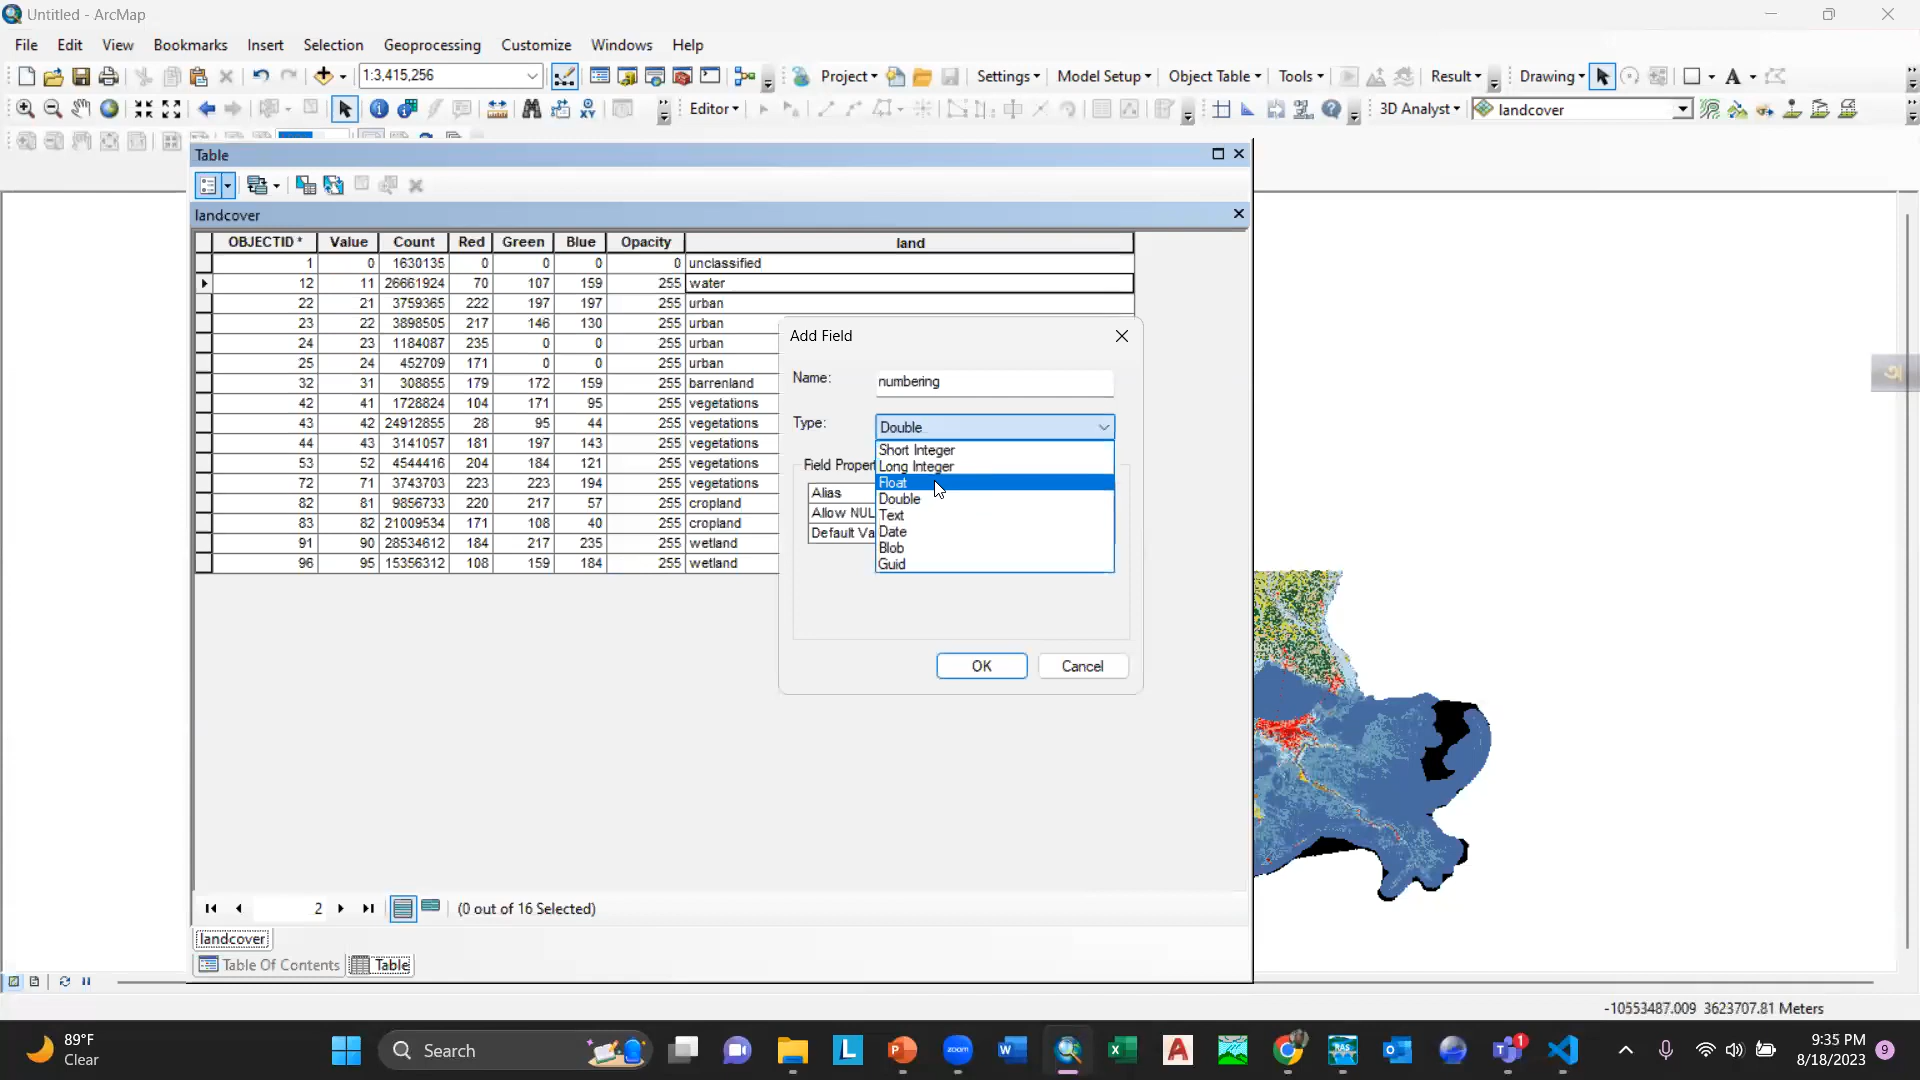 Untitled - ArcMap
File Edit View Bookmarks Insert Selection Geoprocessing Customize Windows Help
1:3,415,256 Project Settings Model Setup Object Table Tools Result Drawing A
Editor 3D Analyst landcover
Table
landcover
OBJECTID * Value Count Red Green Blue Opacity land
1 0 1630135 0 0 0 0 unclassified
12 11 26661924 70 107 159 255 water
22 21 3759365 222 197 197 255 urban
23 22 3898505 217 146 130 255 urban
24 23 1184087 235 0 0 255 urban
25 24 452709 171 0 0 255 urban
32 31 308855 179 172 159 255 barrenland
42 41 1728824 104 171 95 255 vegetations
43 42 24912855 28 95 44 255 vegetations
44 43 3141057 181 197 143 255 vegetations
53 52 4544416 204 184 121 255 vegetations
72 71 3743703 223 223 194 255 vegetations
82 81 9856733 220 217 57 255 cropland
83 82 21009534 171 108 40 255 cropland
91 90 28534612 184 217 235 255 wetland
96 95 15356312 108 159 184 255 wetland
Add Field
Name: numbering
Type: Double
Short Integer
Long Integer
Float
Double
Text
Date
Blob
Guid
Field Proper
Alias
Allow NUL
Default Va
OK Cancel
2 (0 out of 16 Selected)
landcover
Table Of Contents Table
-10553487.009 3623707.81 Meters
89°F
Clear
Search
zoom
RAS
1
9:35 PM
8/18/2023
9